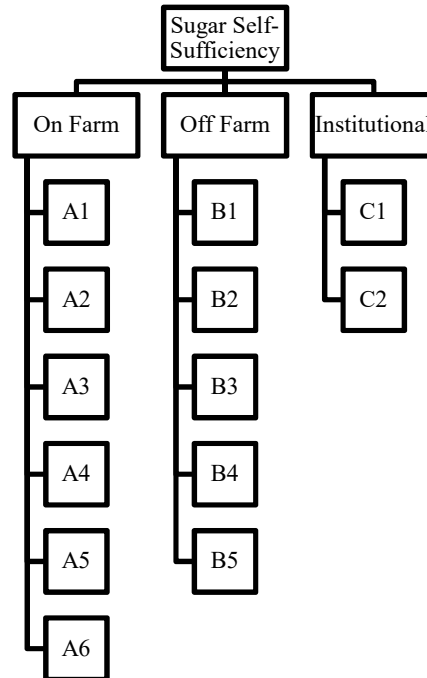 Sugar Self-
Sufficiency
On Farm
Off Farm
Institutional
A1
B1
C1
A2
B2
C2
A3
B3
A4
B4
A5
B5
A6